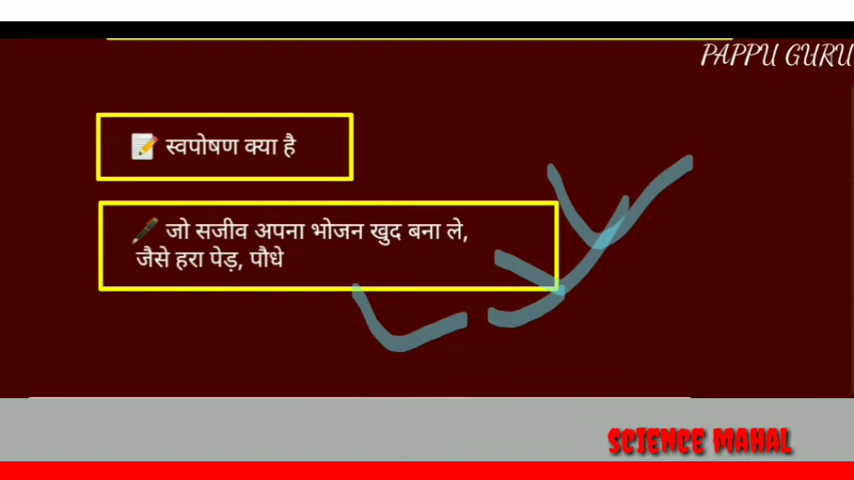 PAPPU GURU
📝 स्वपोषण क्या है
🖋️ जो सजीव अपना भोजन खुद बना ले,
जैसे हरा पेड़, पौधे
SCIENCE MAHAL